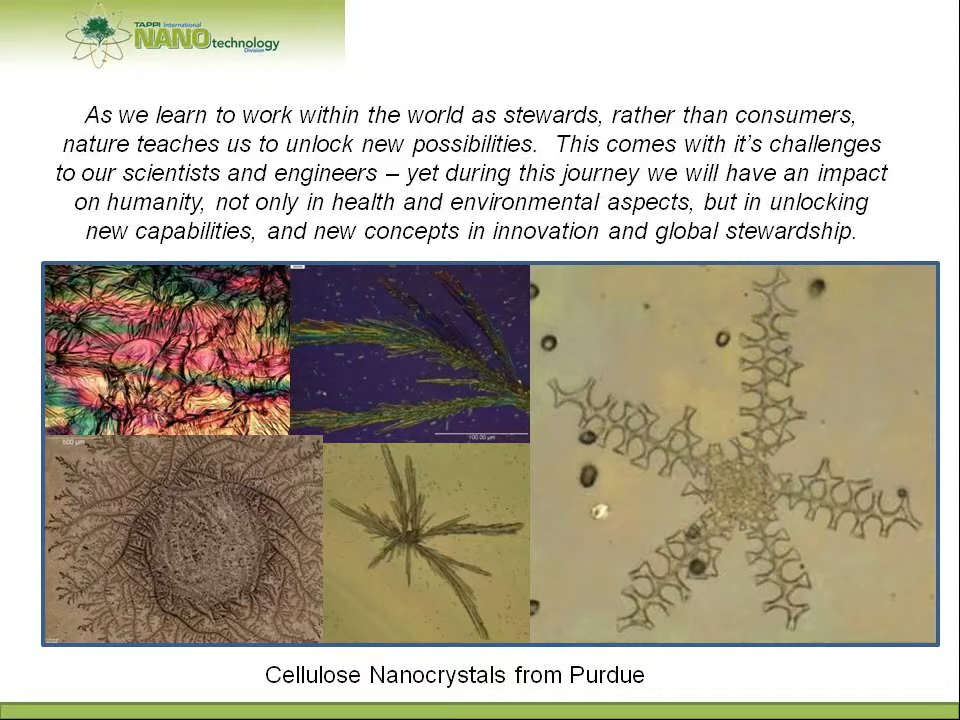 TAPPI International
NANOtechnology
Division
As we learn to work within the world as stewards, rather than consumers,
nature teaches us to unlock new possibilities.  This comes with it's challenges
to our scientists and engineers – yet during this journey we will have an impact
on humanity, not only in health and environmental aspects, but in unlocking
new capabilities, and new concepts in innovation and global stewardship.
100.00 µm
500 µm
Cellulose Nanocrystals from Purdue